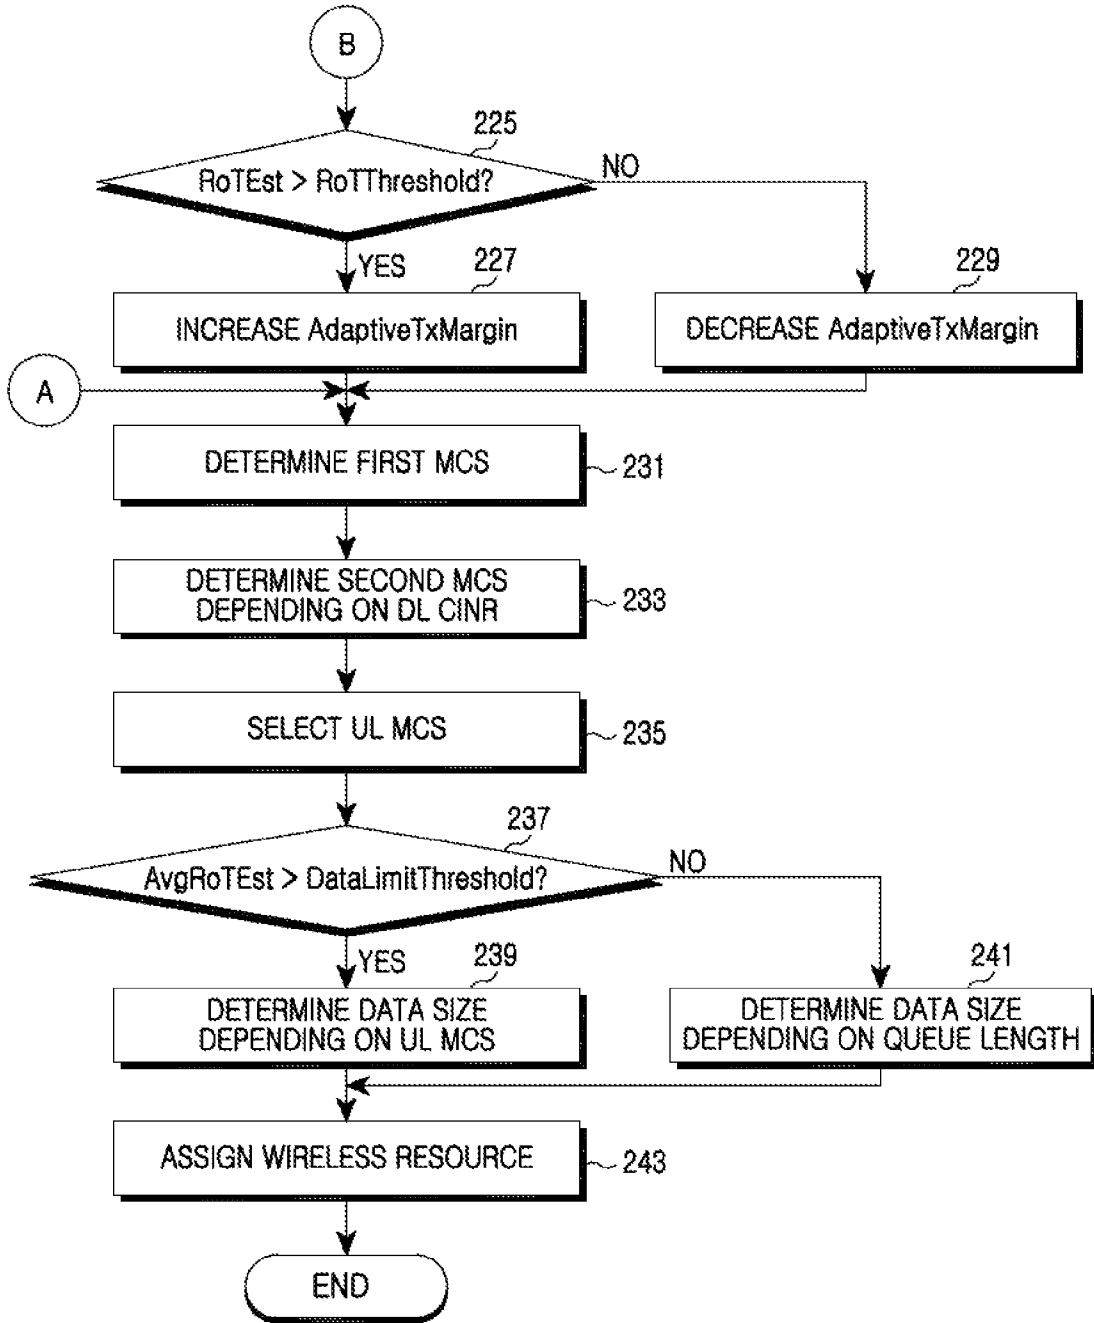 B
225
RoTEst > RoTThreshold?
NO
YES
227
229
INCREASE AdaptiveTxMargin
DECREASE AdaptiveTxMargin
A
DETERMINE FIRST MCS
231
DETERMINE SECOND MCS
DEPENDING ON DL CINR
233
SELECT UL MCS
235
237
AvgRoTEst > DataLimitThreshold?
NO
YES
239
241
DETERMINE DATA SIZE
DEPENDING ON UL MCS
DETERMINE DATA SIZE
DEPENDING ON QUEUE LENGTH
ASSIGN WIRELESS RESOURCE
243
END